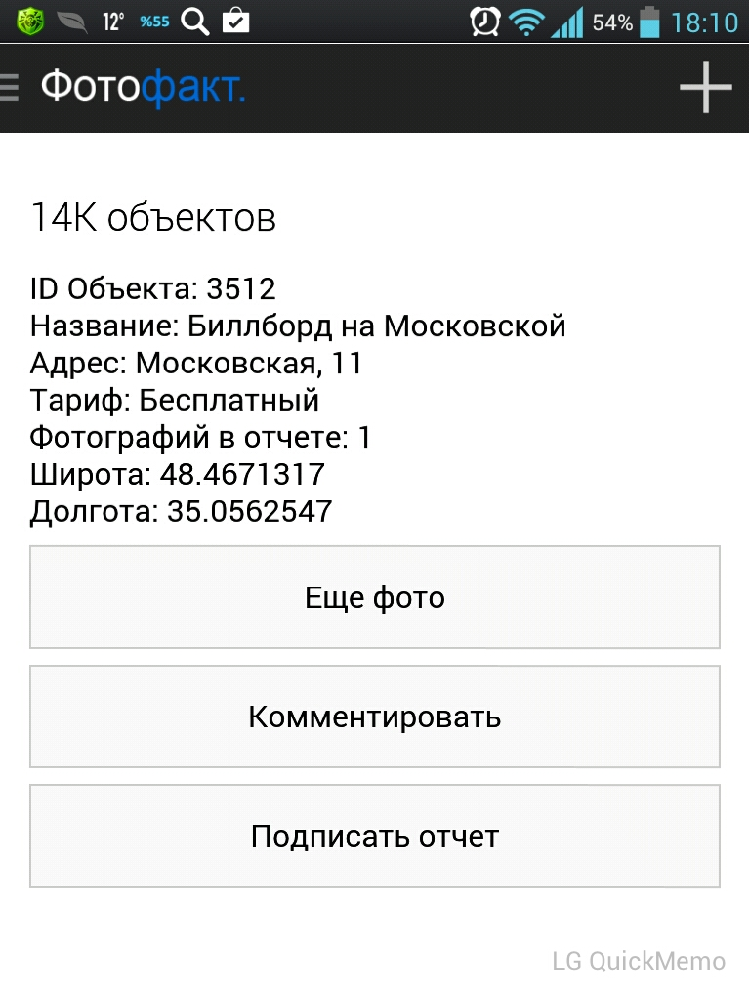 12° %55 54% 18:10
Фотофакт.
14K объектов
ID Объекта: 3512
Название: Биллборд на Московской
Адрес: Московская, 11
Тариф: Бесплатный
Фотографий в отчете: 1
Широта: 48.4671317
Долгота: 35.0562547
Еще фото
Комментировать
Подписать отчет
LG QuickMemo